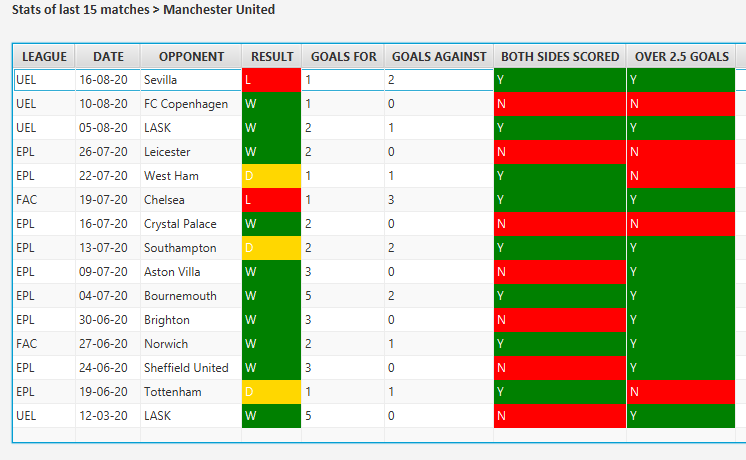 Stats of last 15 matches > Manchester United
LEAGUE DATE OPPONENT RESULT GOALS FOR GOALS AGAINST BOTH SIDES SCORED OVER 2.5 GOALS
UEL 16-08-20 Sevilla L 1 2 Y Y
UEL 10-08-20 FC Copenhagen W 1 0 N N
UEL 05-08-20 LASK W 2 1 Y Y
EPL 26-07-20 Leicester W 2 0 N N
EPL 22-07-20 West Ham D 1 1 Y N
FAC 19-07-20 Chelsea L 1 3 Y Y
EPL 16-07-20 Crystal Palace W 2 0 N N
EPL 13-07-20 Southampton D 2 2 Y Y
EPL 09-07-20 Aston Villa W 3 0 N Y
EPL 04-07-20 Bournemouth W 5 2 Y Y
EPL 30-06-20 Brighton W 3 0 N Y
FAC 27-06-20 Norwich W 2 1 Y Y
EPL 24-06-20 Sheffield United W 3 0 N Y
EPL 19-06-20 Tottenham D 1 1 Y N
UEL 12-03-20 LASK W 5 0 N Y